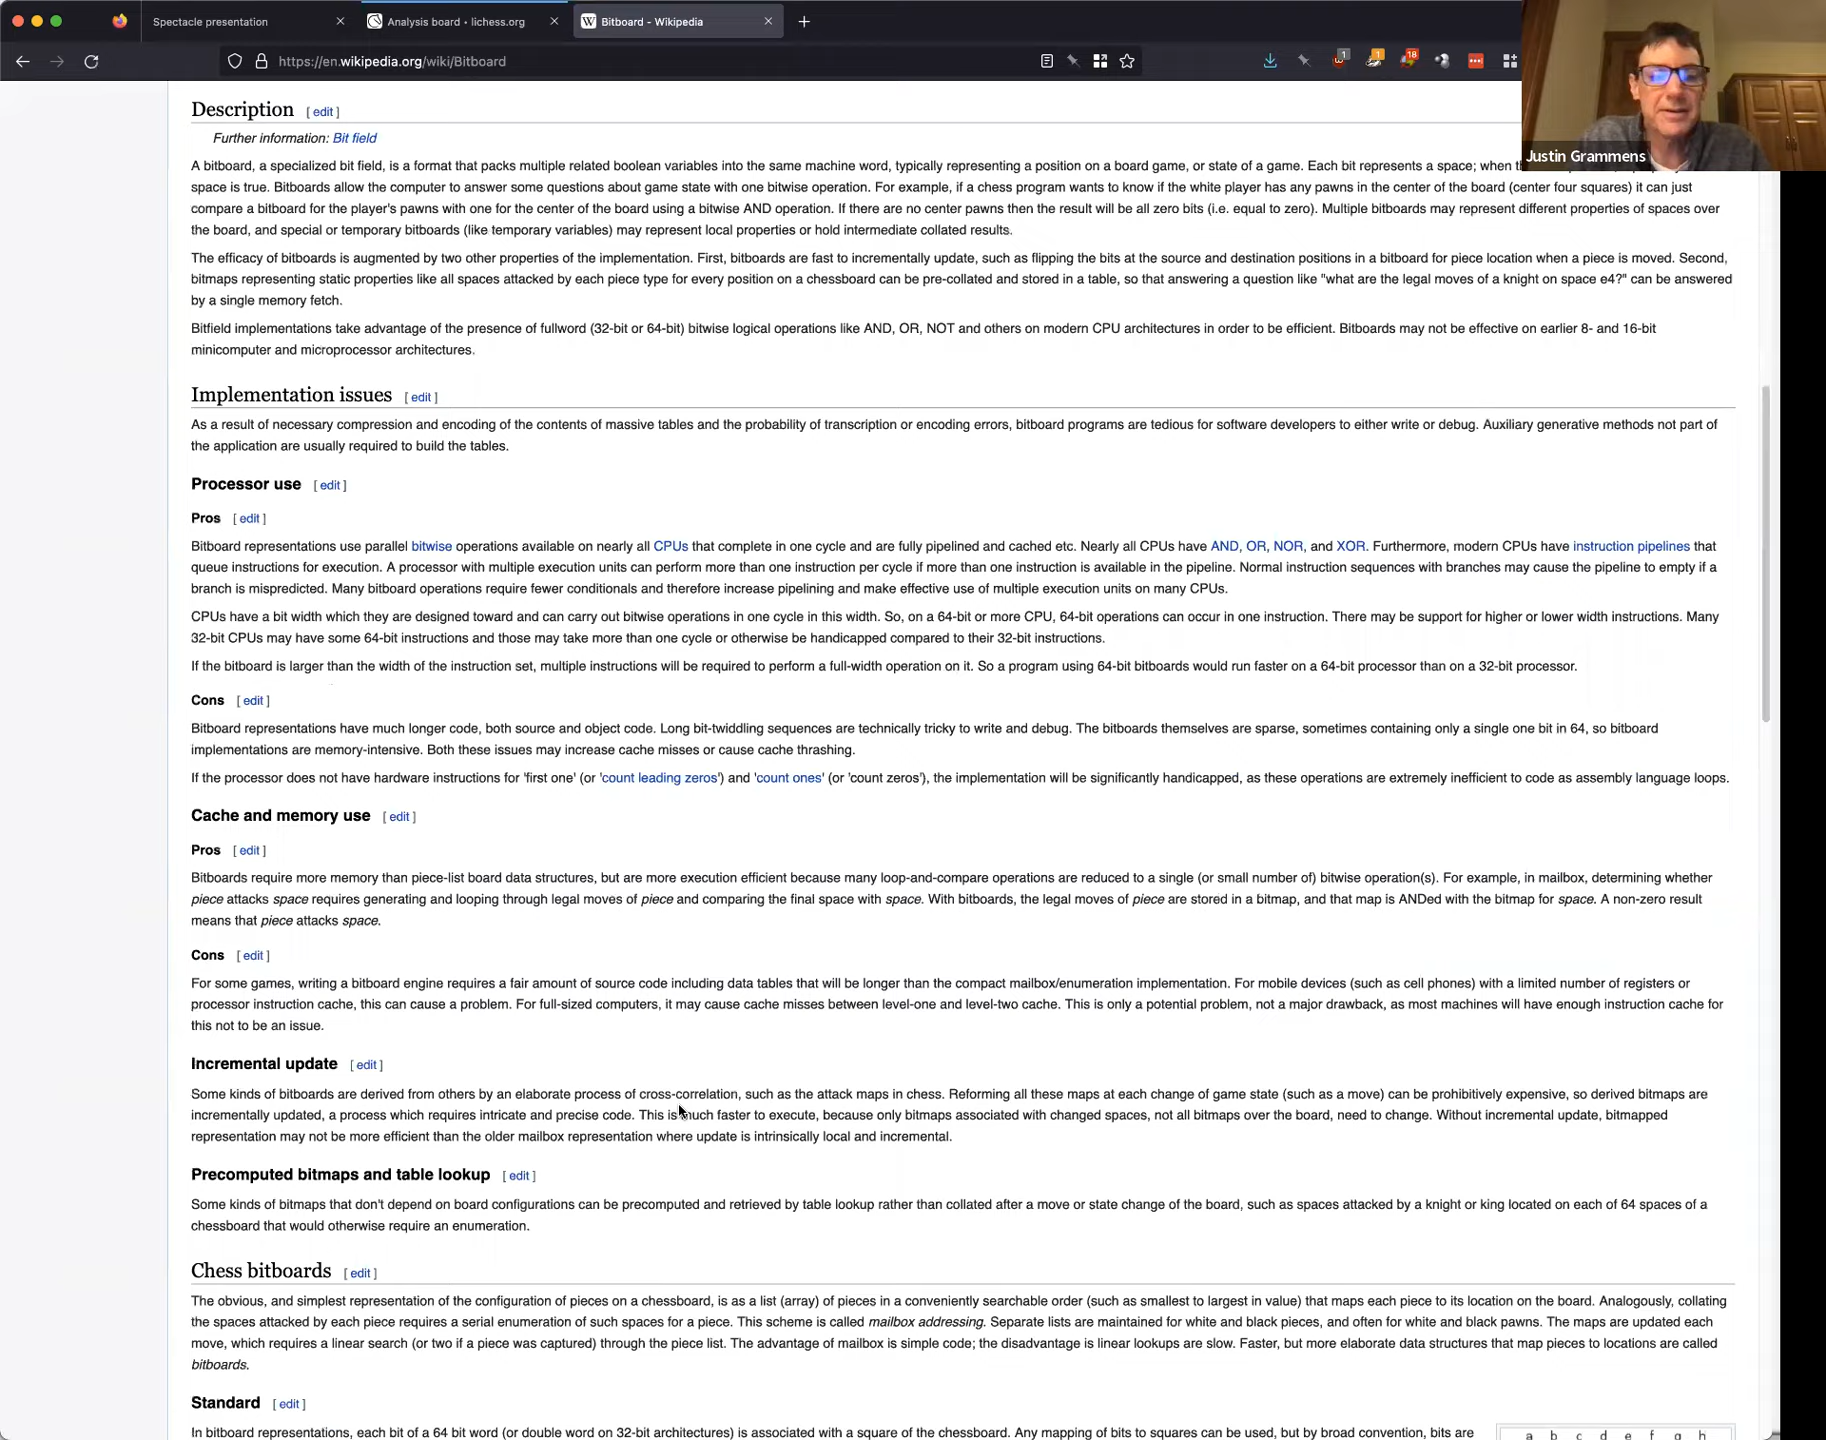 Spectacle presentation
Analysis board • lichess.org
W Bitboard - Wikipedia
https://en.wikipedia.org/wiki/Bitboard
1
1
18
Justin Grammens
Description [ edit ]
Further information: Bit field
A bitboard, a specialized bit field, is a format that packs multiple related boolean variables into the same machine word, typically representing a position on a board game, or state of a game. Each bit represents a space; when
space is true. Bitboards allow the computer to answer some questions about game state with one bitwise operation. For example, if a chess program wants to know if the white player has any pawns in the center of the board (center four squares) it can just
compare a bitboard for the player's pawns with one for the center of the board using a bitwise AND operation. If there are no center pawns then the result will be all zero bits (i.e. equal to zero). Multiple bitboards may represent different properties of spaces over
the board, and special or temporary bitboards (like temporary variables) may represent local properties or hold intermediate collated results.
The efficacy of bitboards is augmented by two other properties of the implementation. First, bitboards are fast to incrementally update, such as flipping the bits at the source and destination positions in a bitboard for piece location when a piece is moved. Second,
bitmaps representing static properties like all spaces attacked by each piece type for every position on a chessboard can be pre-collated and stored in a table, so that answering a question like "what are the legal moves of a knight on space e4?" can be answered
by a single memory fetch.
Bitfield implementations take advantage of the presence of fullword (32-bit or 64-bit) bitwise logical operations like AND, OR, NOT and others on modern CPU architectures in order to be efficient. Bitboards may not be effective on earlier 8- and 16-bit
minicomputer and microprocessor architectures.
Implementation issues [ edit ]
As a result of necessary compression and encoding of the contents of massive tables and the probability of transcription or encoding errors, bitboard programs are tedious for software developers to either write or debug. Auxiliary generative methods not part of
the application are usually required to build the tables.
Processor use [ edit ]
Pros [ edit ]
Bitboard representations use parallel bitwise operations available on nearly all CPUs that complete in one cycle and are fully pipelined and cached etc. Nearly all CPUs have AND, OR, NOR, and XOR. Furthermore, modern CPUs have instruction pipelines that
queue instructions for execution. A processor with multiple execution units can perform more than one instruction per cycle if more than one instruction is available in the pipeline. Normal instruction sequences with branches may cause the pipeline to empty if a
branch is mispredicted. Many bitboard operations require fewer conditionals and therefore increase pipelining and make effective use of multiple execution units on many CPUs.
CPUs have a bit width which they are designed toward and can carry out bitwise operations in one cycle in this width. So, on a 64-bit or more CPU, 64-bit operations can occur in one instruction. There may be support for higher or lower width instructions. Many
32-bit CPUs may have some 64-bit instructions and those may take more than one cycle or otherwise be handicapped compared to their 32-bit instructions.
If the bitboard is larger than the width of the instruction set, multiple instructions will be required to perform a full-width operation on it. So a program using 64-bit bitboards would run faster on a 64-bit processor than on a 32-bit processor.
Cons [ edit ]
Bitboard representations have much longer code, both source and object code. Long bit-twiddling sequences are technically tricky to write and debug. The bitboards themselves are sparse, sometimes containing only a single one bit in 64, so bitboard
implementations are memory-intensive. Both these issues may increase cache misses or cause cache thrashing.
If the processor does not have hardware instructions for 'first one' (or 'count leading zeros') and 'count ones' (or 'count zeros'), the implementation will be significantly handicapped, as these operations are extremely inefficient to code as assembly language loops.
Cache and memory use [ edit ]
Pros [ edit ]
Bitboards require more memory than piece-list board data structures, but are more execution efficient because many loop-and-compare operations are reduced to a single (or small number of) bitwise operation(s). For example, in mailbox, determining whether
piece attacks space requires generating and looping through legal moves of piece and comparing the final space with space. With bitboards, the legal moves of piece are stored in a bitmap, and that map is ANDed with the bitmap for space. A non-zero result
means that piece attacks space.
Cons [ edit ]
For some games, writing a bitboard engine requires a fair amount of source code including data tables that will be longer than the compact mailbox/enumeration implementation. For mobile devices (such as cell phones) with a limited number of registers or
processor instruction cache, this can cause a problem. For full-sized computers, it may cause cache misses between level-one and level-two cache. This is only a potential problem, not a major drawback, as most machines will have enough instruction cache for
this not to be an issue.
Incremental update [ edit ]
Some kinds of bitboards are derived from others by an elaborate process of cross-correlation, such as the attack maps in chess. Reforming all these maps at each change of game state (such as a move) can be prohibitively expensive, so derived bitmaps are
incrementally updated, a process which requires intricate and precise code. This is much faster to execute, because only bitmaps associated with changed spaces, not all bitmaps over the board, need to change. Without incremental update, bitmapped
representation may not be more efficient than the older mailbox representation where update is intrinsically local and incremental.
Precomputed bitmaps and table lookup [ edit ]
Some kinds of bitmaps that don't depend on board configurations can be precomputed and retrieved by table lookup rather than collated after a move or state change of the board, such as spaces attacked by a knight or king located on each of 64 spaces of a
chessboard that would otherwise require an enumeration.
Chess bitboards [ edit ]
The obvious, and simplest representation of the configuration of pieces on a chessboard, is as a list (array) of pieces in a conveniently searchable order (such as smallest to largest in value) that maps each piece to its location on the board. Analogously, collating
the spaces attacked by each piece requires a serial enumeration of such spaces for a piece. This scheme is called mailbox addressing. Separate lists are maintained for white and black pieces, and often for white and black pawns. The maps are updated each
move, which requires a linear search (or two if a piece was captured) through the piece list. The advantage of mailbox is simple code; the disadvantage is linear lookups are slow. Faster, but more elaborate data structures that map pieces to locations are called
bitboards.
Standard [ edit ]
In bitboard representations, each bit of a 64 bit word (or double word on 32-bit architectures) is associated with a square of the chessboard. Any mapping of bits to squares can be used, but by broad convention, bits are
a b c d e f g h